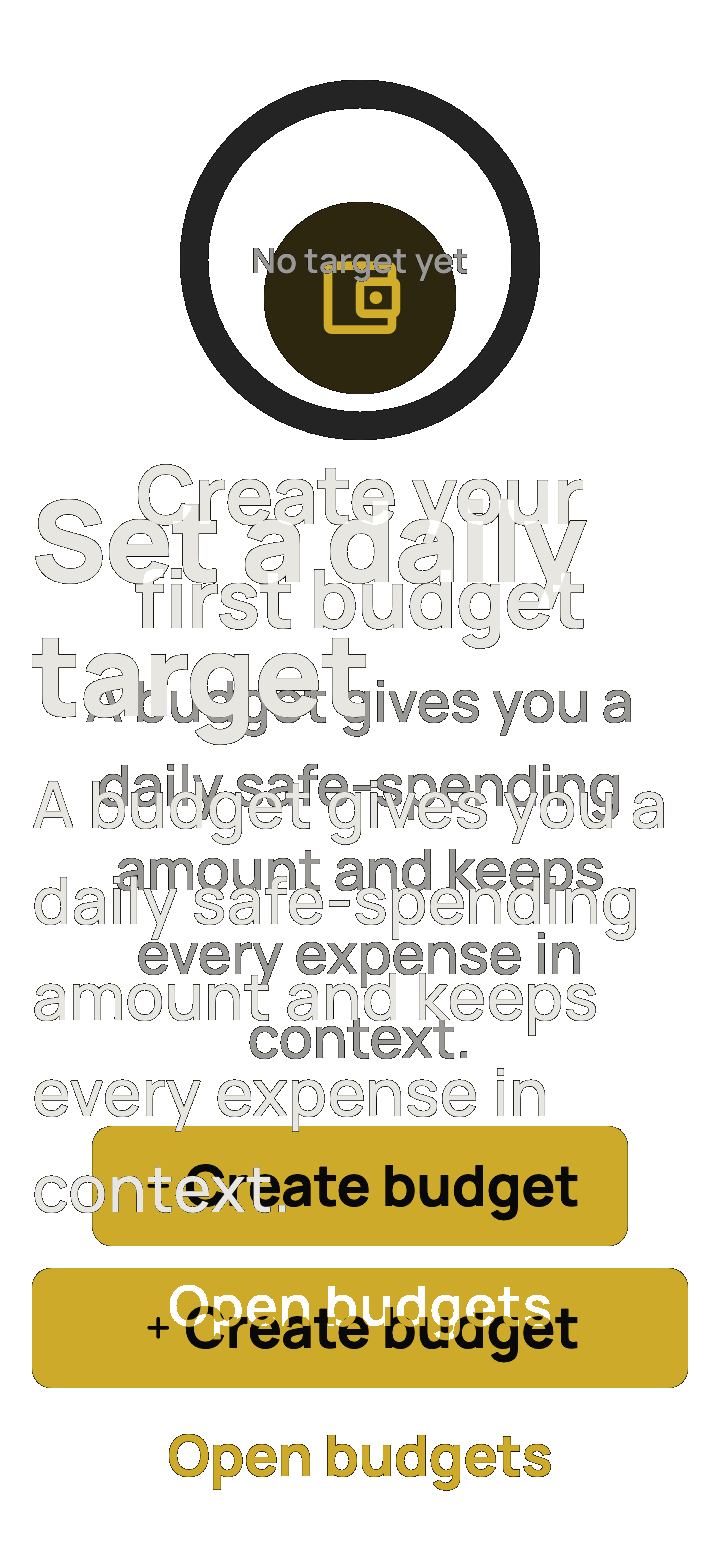 No target yet
Create your
Set a daily
first budget
target
A budget gives you a
daily safe-spending
A budget gives you a
amount and keeps
daily safe-spending
every expense in
amount and keeps
context.
every expense in
+ Create budget
context.
Open budgets
+ Create budget
Open budgets